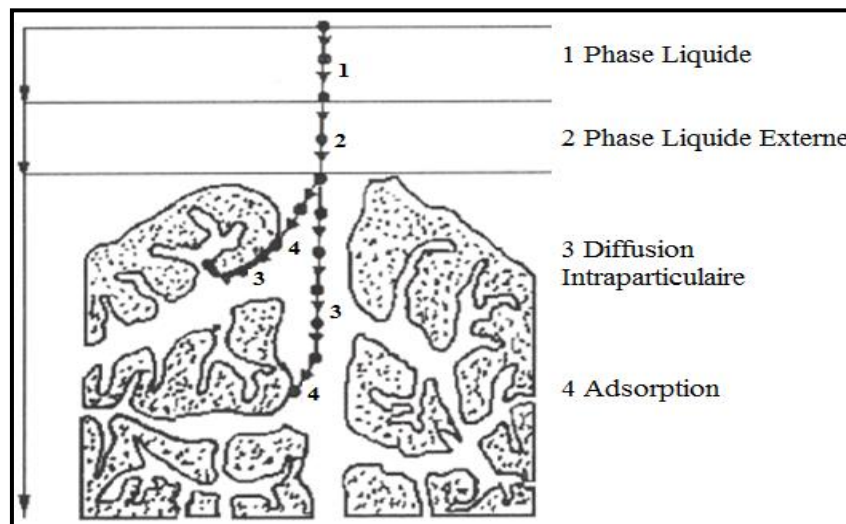 1 Phase Liquide
1
2 Phase Liquide Externe
2
3 Diffusion
Intraparticulaire
4
3
3
4 Adsorption
4